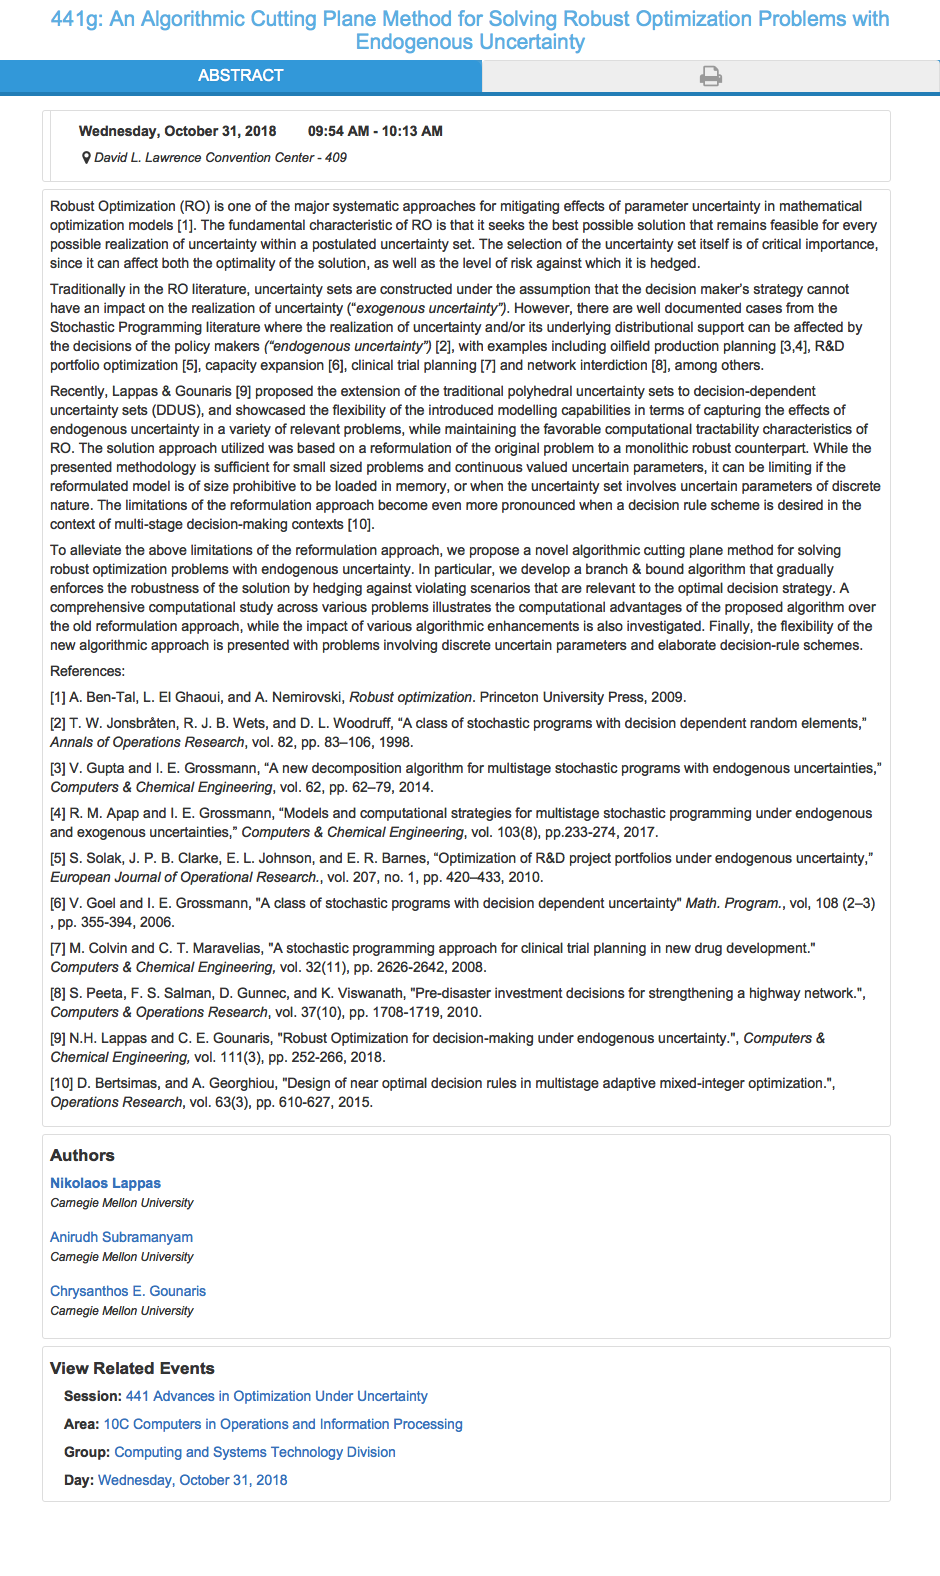 441g: An Algorithmic Cutting Plane Method for Solving Robust Optimization Problems with
Endogenous Uncertainty
ABSTRACT
Wednesday, October 31, 2018 09:54 AM - 10:13 AM
David L. Lawrence Convention Center - 409
Robust Optimization (RO) is one of the major systematic approaches for mitigating effects of parameter uncertainty in mathematical
optimization models [1]. The fundamental characteristic of RO is that it seeks the best possible solution that remains feasible for every
possible realization of uncertainty within a postulated uncertainty set. The selection of the uncertainty set itself is of critical importance,
since it can affect both the optimality of the solution, as well as the level of risk against which it is hedged.
Traditionally in the RO literature, uncertainty sets are constructed under the assumption that the decision maker's strategy cannot
have an impact on the realization of uncertainty (“exogenous uncertainty”). However, there are well documented cases from the
Stochastic Programming literature where the realization of uncertainty and/or its underlying distributional support can be affected by
the decisions of the policy makers (“endogenous uncertainty”) [2], with examples including oilfield production planning [3,4], R&D
portfolio optimization [5], capacity expansion [6], clinical trial planning [7] and network interdiction [8], among others.
Recently, Lappas & Gounaris [9] proposed the extension of the traditional polyhedral uncertainty sets to decision-dependent
uncertainty sets (DDUS), and showcased the flexibility of the introduced modelling capabilities in terms of capturing the effects of
endogenous uncertainty in a variety of relevant problems, while maintaining the favorable computational tractability characteristics of
RO. The solution approach utilized was based on a reformulation of the original problem to a monolithic robust counterpart. While the
presented methodology is sufficient for small sized problems and continuous valued uncertain parameters, it can be limiting if the
reformulated model is of size prohibitive to be loaded in memory, or when the uncertainty set involves uncertain parameters of discrete
nature. The limitations of the reformulation approach become even more pronounced when a decision rule scheme is desired in the
context of multi-stage decision-making contexts [10].
To alleviate the above limitations of the reformulation approach, we propose a novel algorithmic cutting plane method for solving
robust optimization problems with endogenous uncertainty. In particular, we develop a branch & bound algorithm that gradually
enforces the robustness of the solution by hedging against violating scenarios that are relevant to the optimal decision strategy. A
comprehensive computational study across various problems illustrates the computational advantages of the proposed algorithm over
the old reformulation approach, while the impact of various algorithmic enhancements is also investigated. Finally, the flexibility of the
new algorithmic approach is presented with problems involving discrete uncertain parameters and elaborate decision-rule schemes.
References:
[1] A. Ben-Tal, L. El Ghaoui, and A. Nemirovski, Robust optimization. Princeton University Press, 2009.
[2] T. W. Jonsbråten, R. J. B. Wets, and D. L. Woodruff, “A class of stochastic programs with decision dependent random elements,”
Annals of Operations Research, vol. 82, pp. 83–106, 1998.
[3] V. Gupta and I. E. Grossmann, “A new decomposition algorithm for multistage stochastic programs with endogenous uncertainties,”
Computers & Chemical Engineering, vol. 62, pp. 62–79, 2014.
[4] R. M. Apap and I. E. Grossmann, “Models and computational strategies for multistage stochastic programming under endogenous
and exogenous uncertainties,” Computers & Chemical Engineering, vol. 103(8), pp.233-274, 2017.
[5] S. Solak, J. P. B. Clarke, E. L. Johnson, and E. R. Barnes, “Optimization of R&D project portfolios under endogenous uncertainty,”
European Journal of Operational Research., vol. 207, no. 1, pp. 420–433, 2010.
[6] V. Goel and I. E. Grossmann, "A class of stochastic programs with decision dependent uncertainty" Math. Program., vol, 108 (2–3)
, pp. 355-394, 2006.
[7] M. Colvin and C. T. Maravelias, "A stochastic programming approach for clinical trial planning in new drug development."
Computers & Chemical Engineering, vol. 32(11), pp. 2626-2642, 2008.
[8] S. Peeta, F. S. Salman, D. Gunnec, and K. Viswanath, "Pre-disaster investment decisions for strengthening a highway network.",
Computers & Operations Research, vol. 37(10), pp. 1708-1719, 2010.
[9] N.H. Lappas and C. E. Gounaris, "Robust Optimization for decision-making under endogenous uncertainty.", Computers &
Chemical Engineering, vol. 111(3), pp. 252-266, 2018.
[10] D. Bertsimas, and A. Georghiou, "Design of near optimal decision rules in multistage adaptive mixed-integer optimization.",
Operations Research, vol. 63(3), pp. 610-627, 2015.
Authors
Nikolaos Lappas
Carnegie Mellon University
Anirudh Subramanyam
Carnegie Mellon University
Chrysanthos E. Gounaris
Carnegie Mellon University
View Related Events
Session: 441 Advances in Optimization Under Uncertainty
Area: 10C Computers in Operations and Information Processing
Group: Computing and Systems Technology Division
Day: Wednesday, October 31, 2018